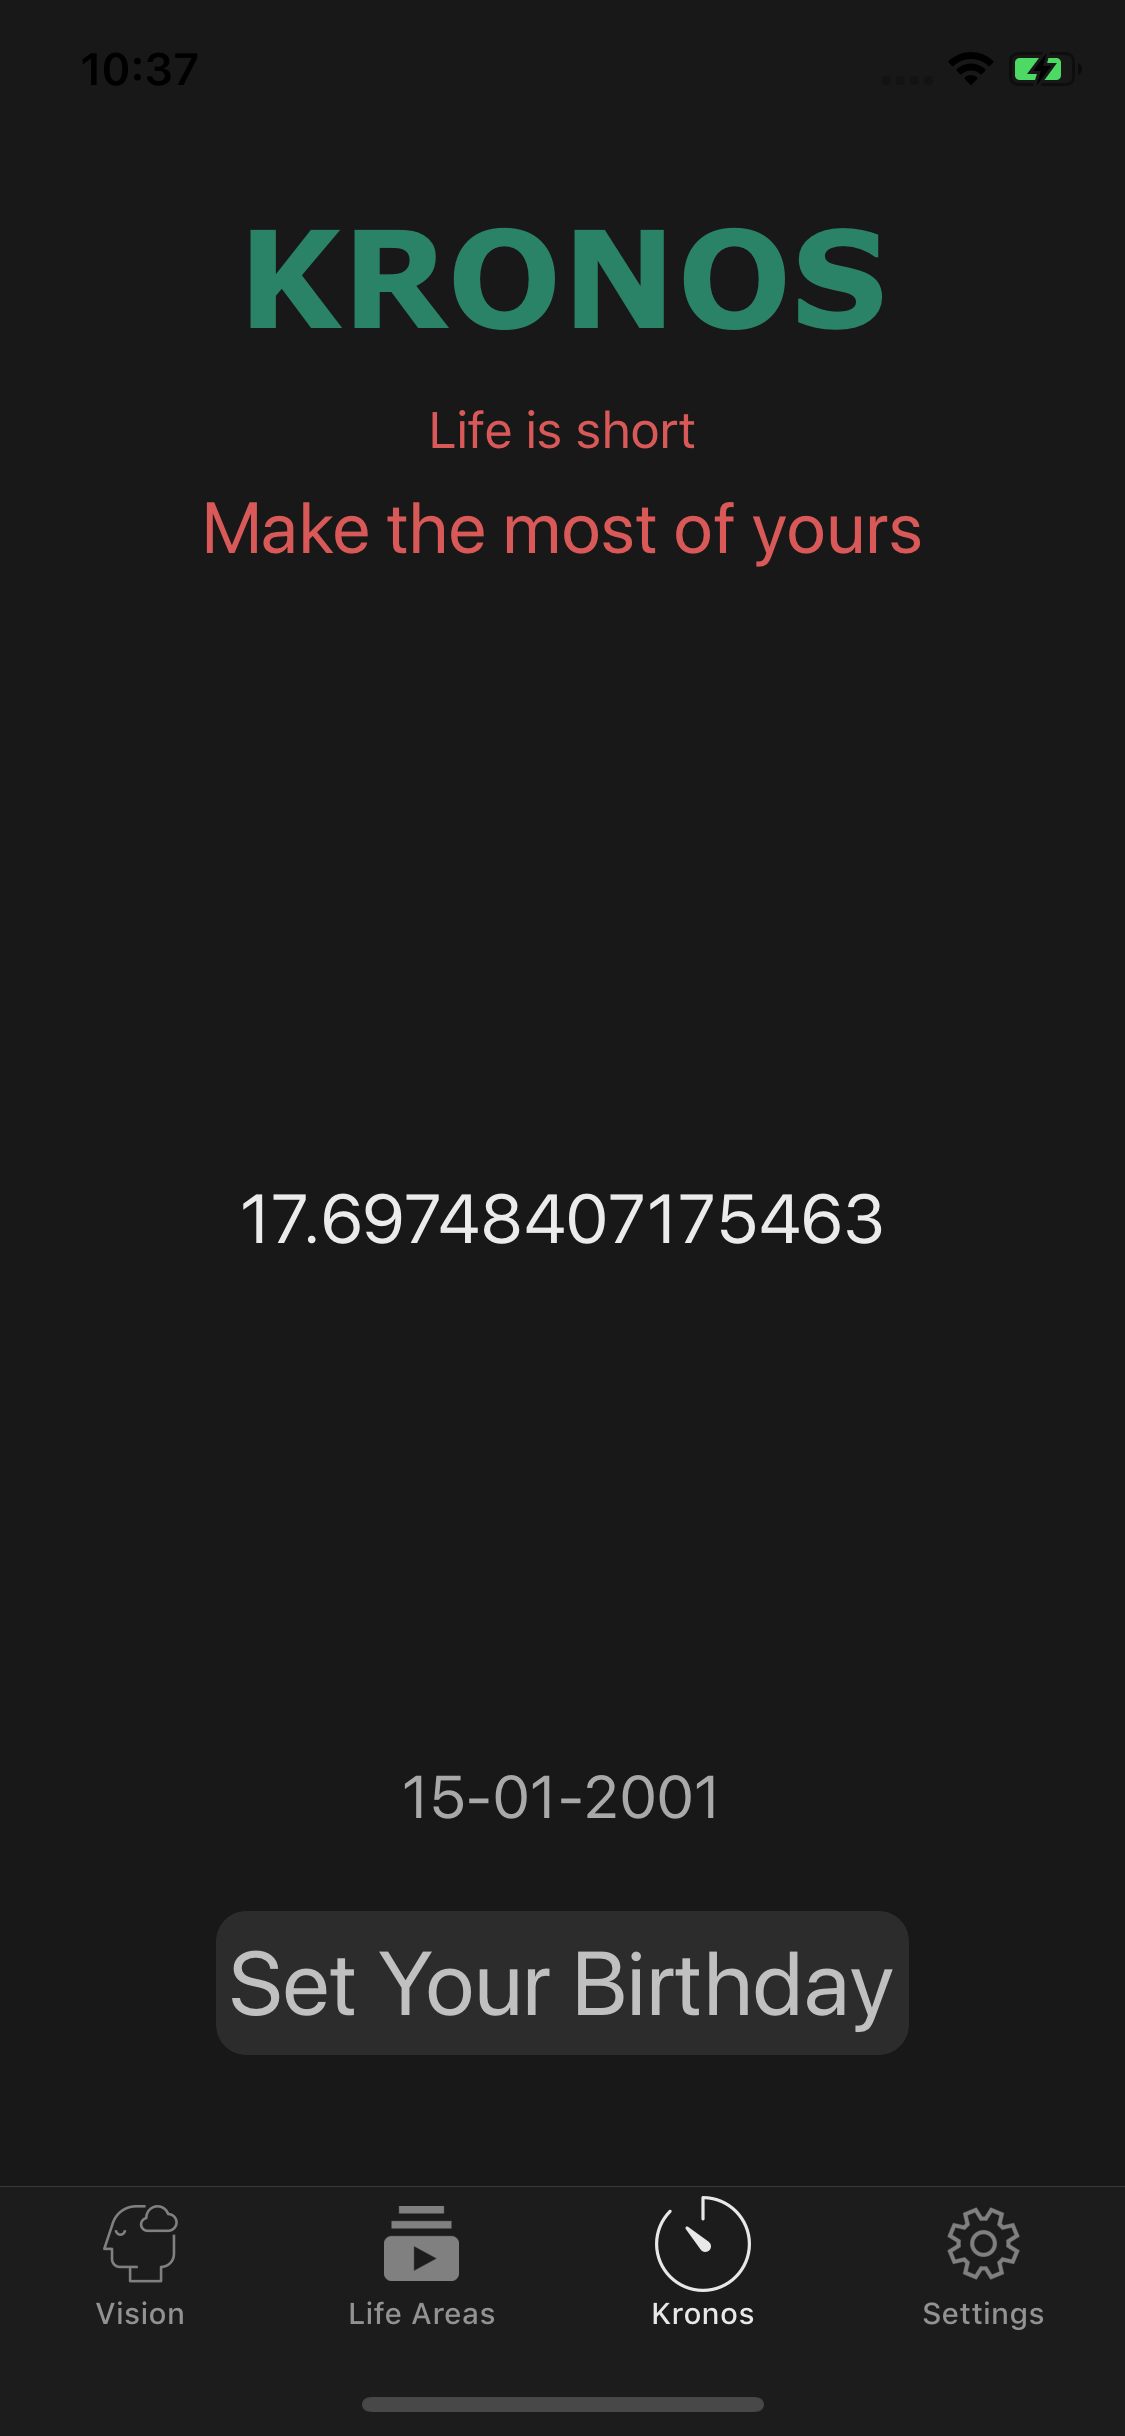 10:37
KRONOS
Life is short
Make the most of yours
17.69748407175463
15-01-2001
Set Your Birthday
Vision
Life Areas
Kronos
Settings